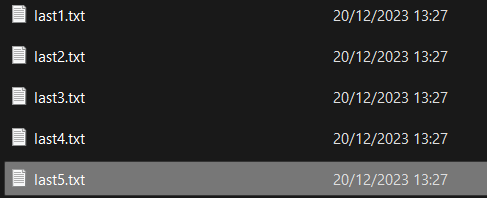 last1.txt 20/12/2023 13:27
last2.txt 20/12/2023 13:27
last3.txt 20/12/2023 13:27
last4.txt 20/12/2023 13:27
last5.txt 20/12/2023 13:27